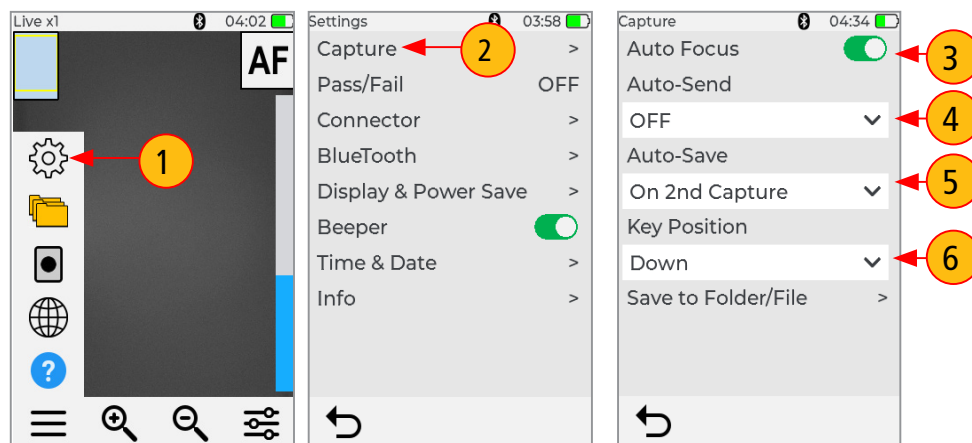 Live x1 04:02
AF
1
?
Settings 03:58
Capture >
2
Pass/Fail OFF
Connector >
BlueTooth >
Display & Power Save >
Beeper
Time & Date >
Info >
Capture 04:34
Auto Focus
3
Auto-Send
OFF
4
Auto-Save
On 2nd Capture
5
Key Position
Down
6
Save to Folder/File >